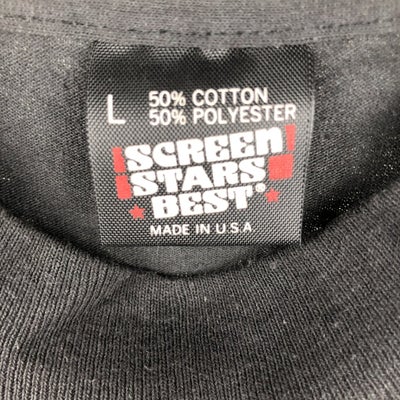 L
50% COTTON
50% POLYESTER
SCREEN
STARS
BEST®
MADE IN U.S.A.